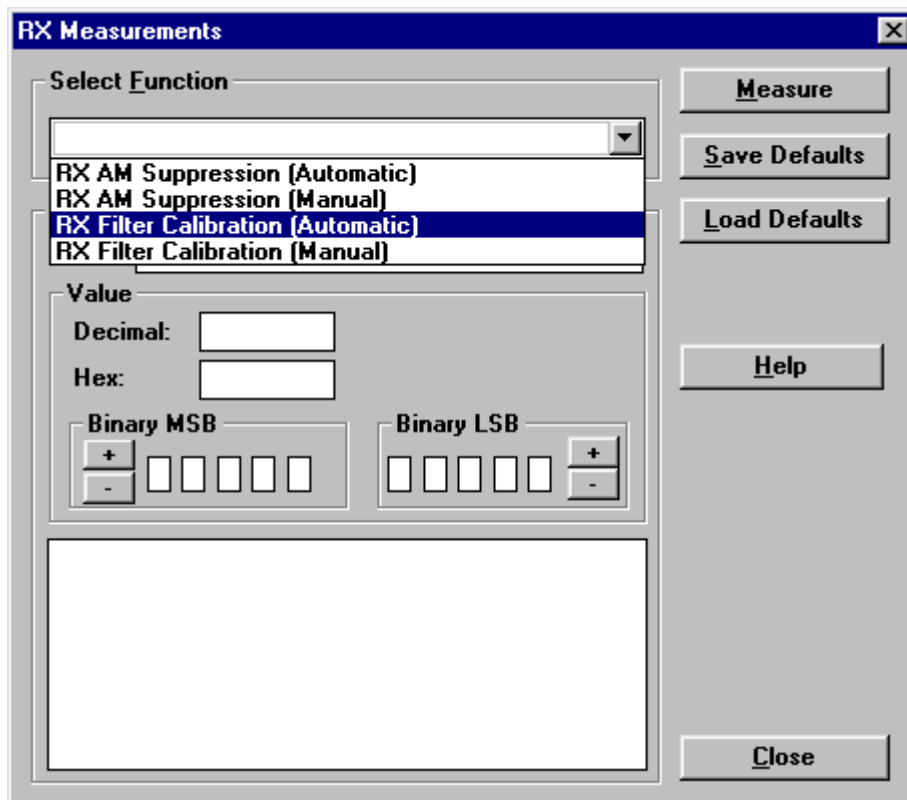 RX Measurements
Select Function
RX AM Suppression (Automatic)
RX AM Suppression (Manual)
RX Filter Calibration (Automatic)
RX Filter Calibration (Manual)
Value
Decimal:
Hex:
Binary MSB
+
-
Binary LSB
+
-
Measure
Save Defaults
Load Defaults
Help
Close